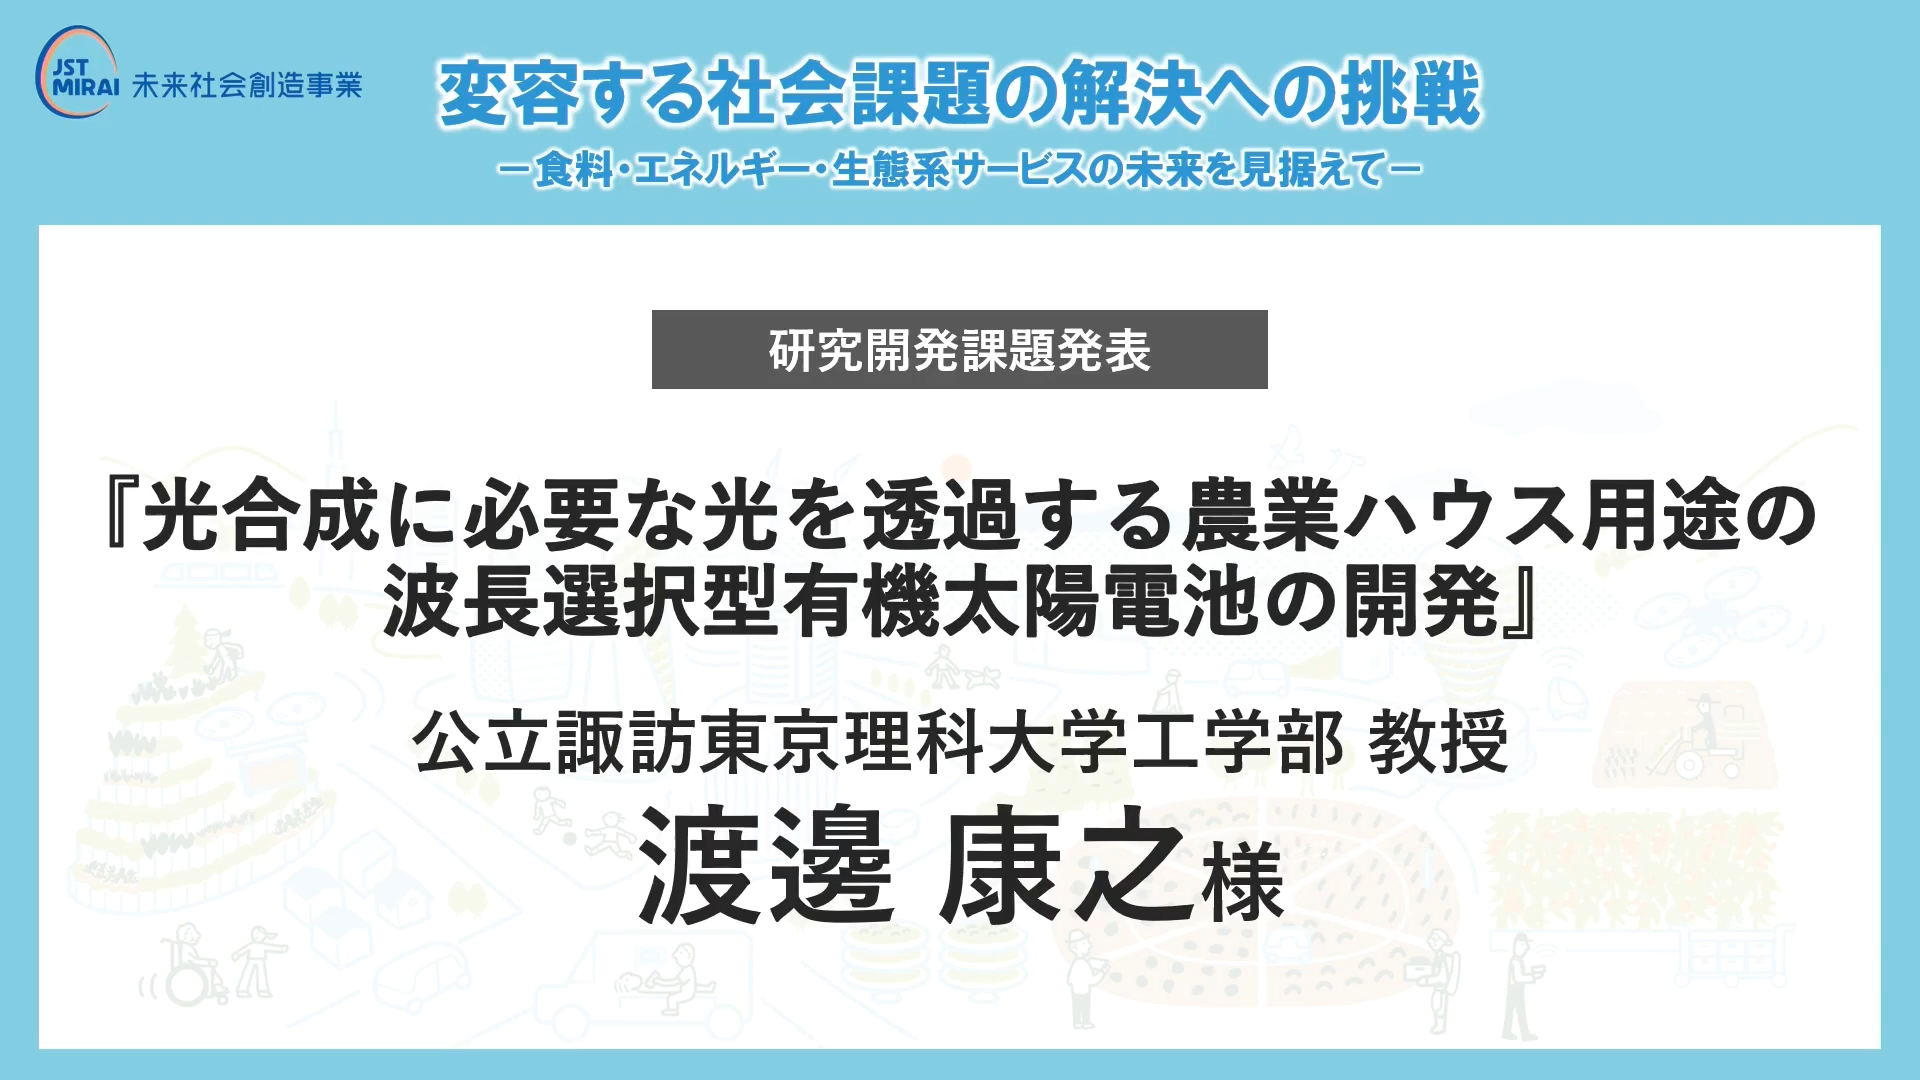 JST
MIRAI
未来社会創造事業
変容する社会課題の解決への挑戦
－食料・エネルギー・生態系サービスの未来を見据えて－
研究開発課題発表
『光合成に必要な光を透過する農業ハウス用途の
波長選択型有機太陽電池の開発』
公立諏訪東京理科大学工学部 教授
渡邊 康之様